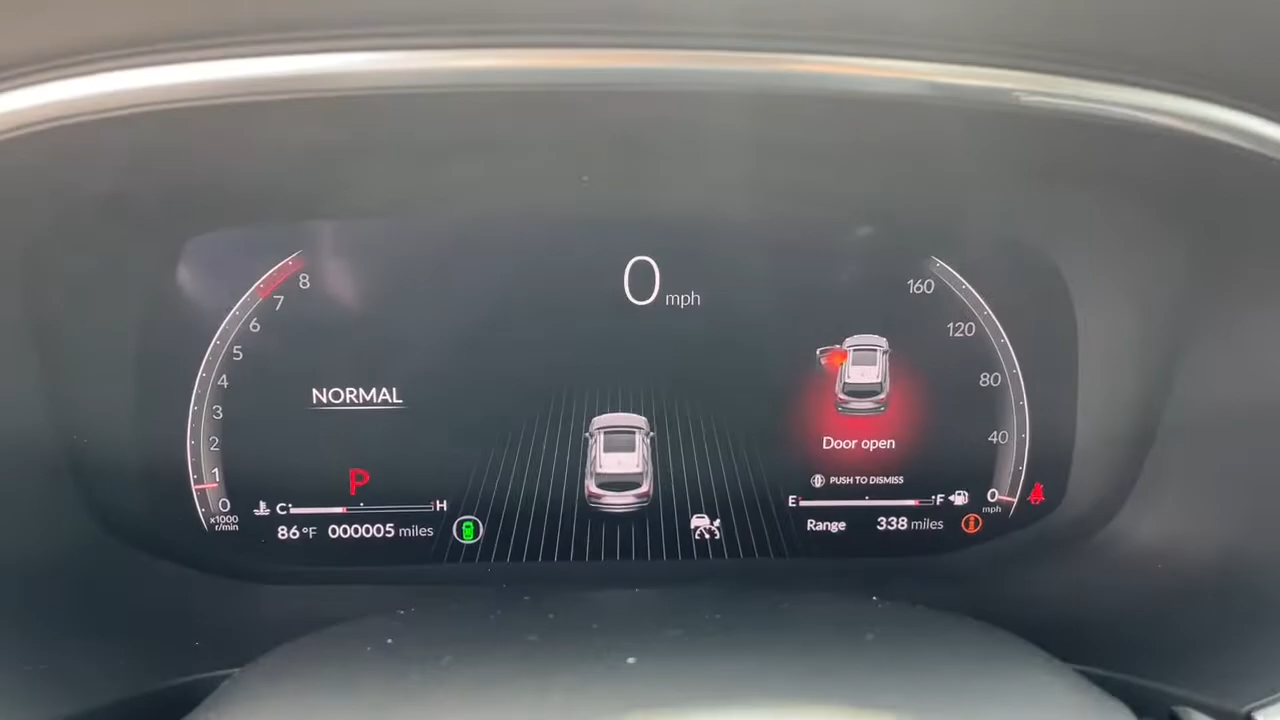 0 mph
8
7
6
5
4
3
2
1
0
x1000
r/min
NORMAL
P
C H
86°F 000005 miles
160
120
80
40
0
mph
Door open
PUSH TO DISMISS
E F
Range 338 miles